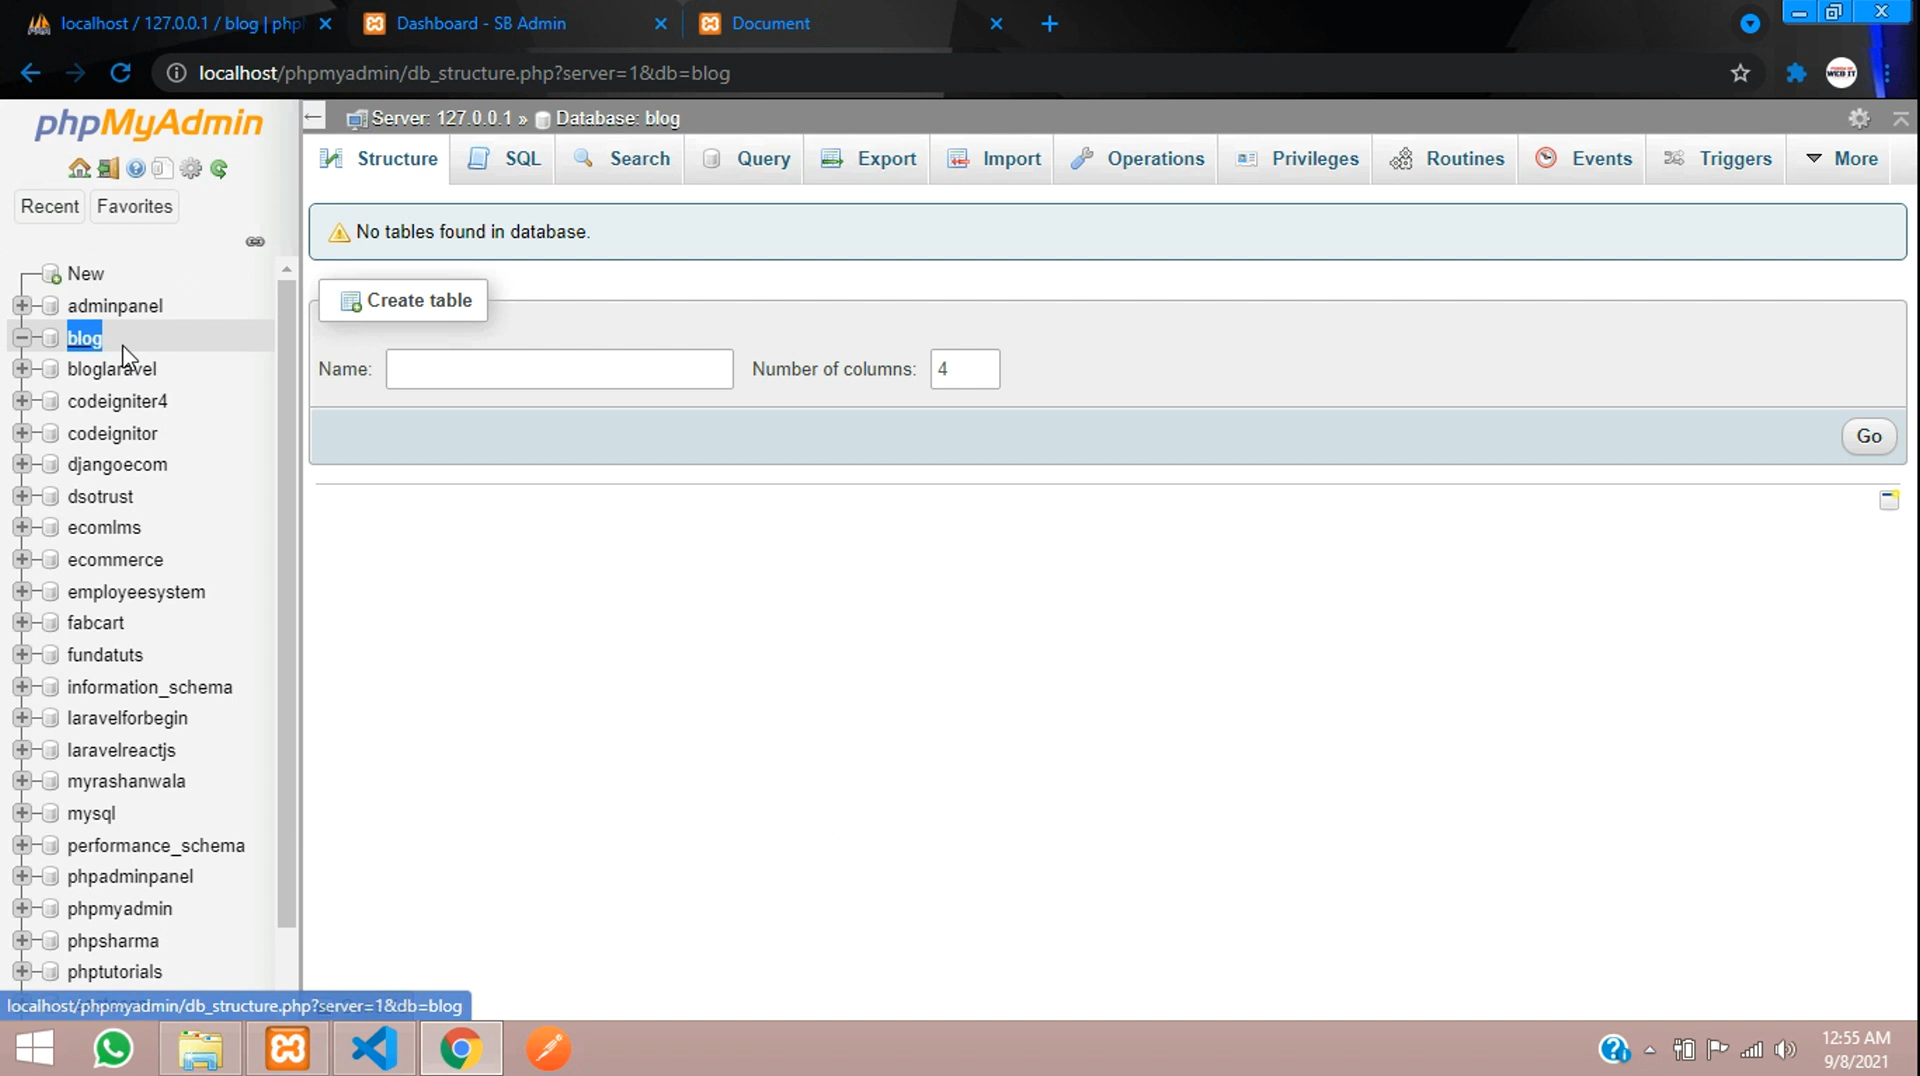 localhost / 127.0.0.1 / blog | php
Dashboard - SB Admin
Document
localhost/phpmyadmin/db_structure.php?server=1&db=blog
WEB IT
phpMyAdmin
Server: 127.0.0.1 » Database: blog
Structure
SQL
Search
Query
Export
Import
Operations
Privileges
Routines
Events
Triggers
More
Recent
Favorites
No tables found in database.
New
adminpanel
blog
bloglaravel
codeigniter4
codeignitor
djangoecom
dsotrust
ecomlms
ecommerce
employeesystem
fabcart
fundatuts
information_schema
laravelforbegin
laravelreactjs
myrashanwala
mysql
performance_schema
phpadminpanel
phpmyadmin
phpsharma
phptutorials
Create table
Name:
Number of columns: 4
Go
localhost/phpmyadmin/db_structure.php?server=1&db=blog
12:55 AM
9/8/2021